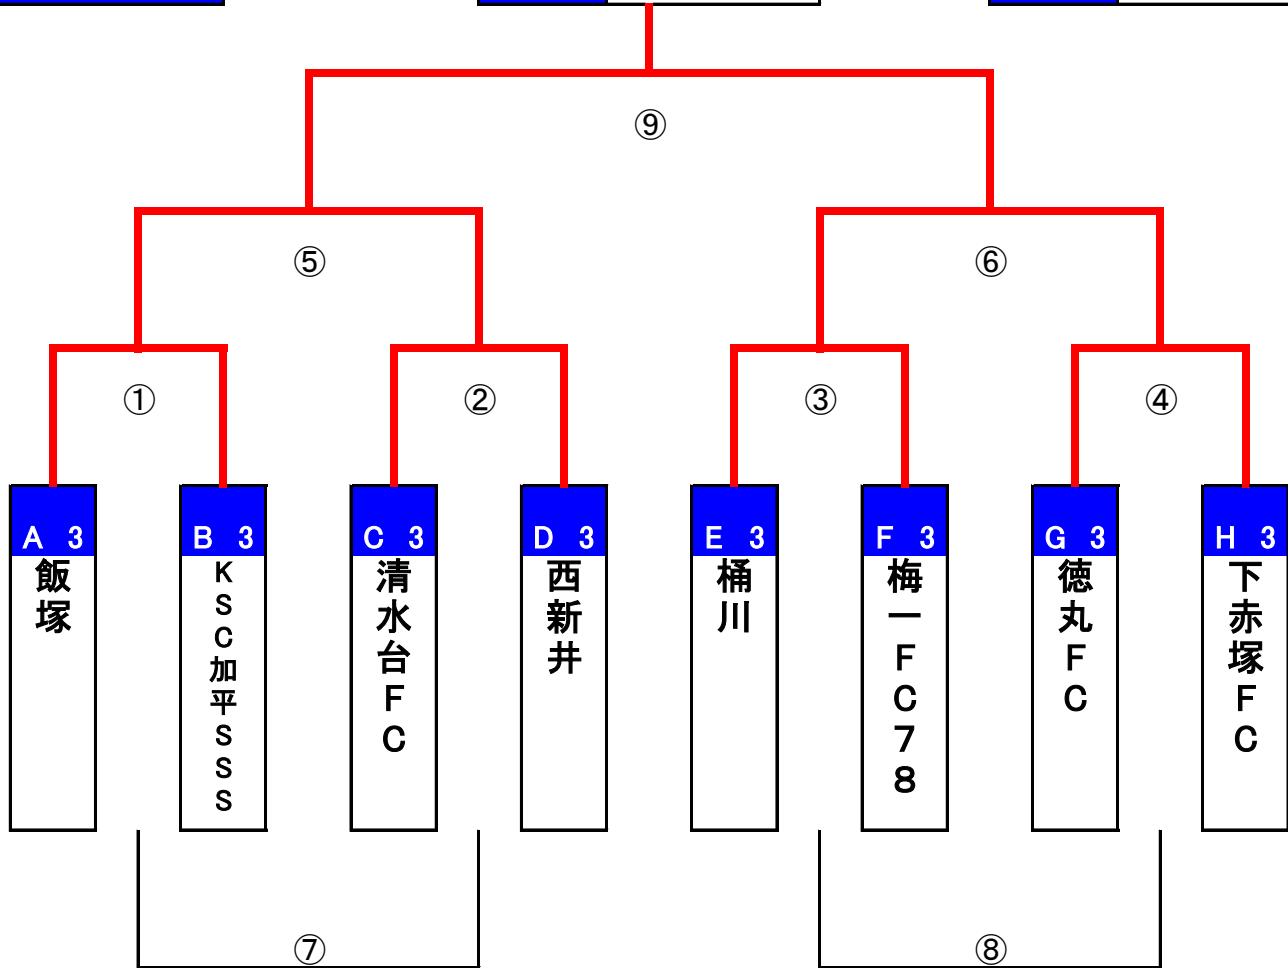 ⑨
⑤
⑥
①
②
③
④
A 3
B 3
C 3
D 3
E 3
F 3
G 3
H 3
飯塚
KSC加平SSS
清水台FC
西新井
桶川
梅一FC78
徳丸FC
下赤塚FC
⑦
⑧